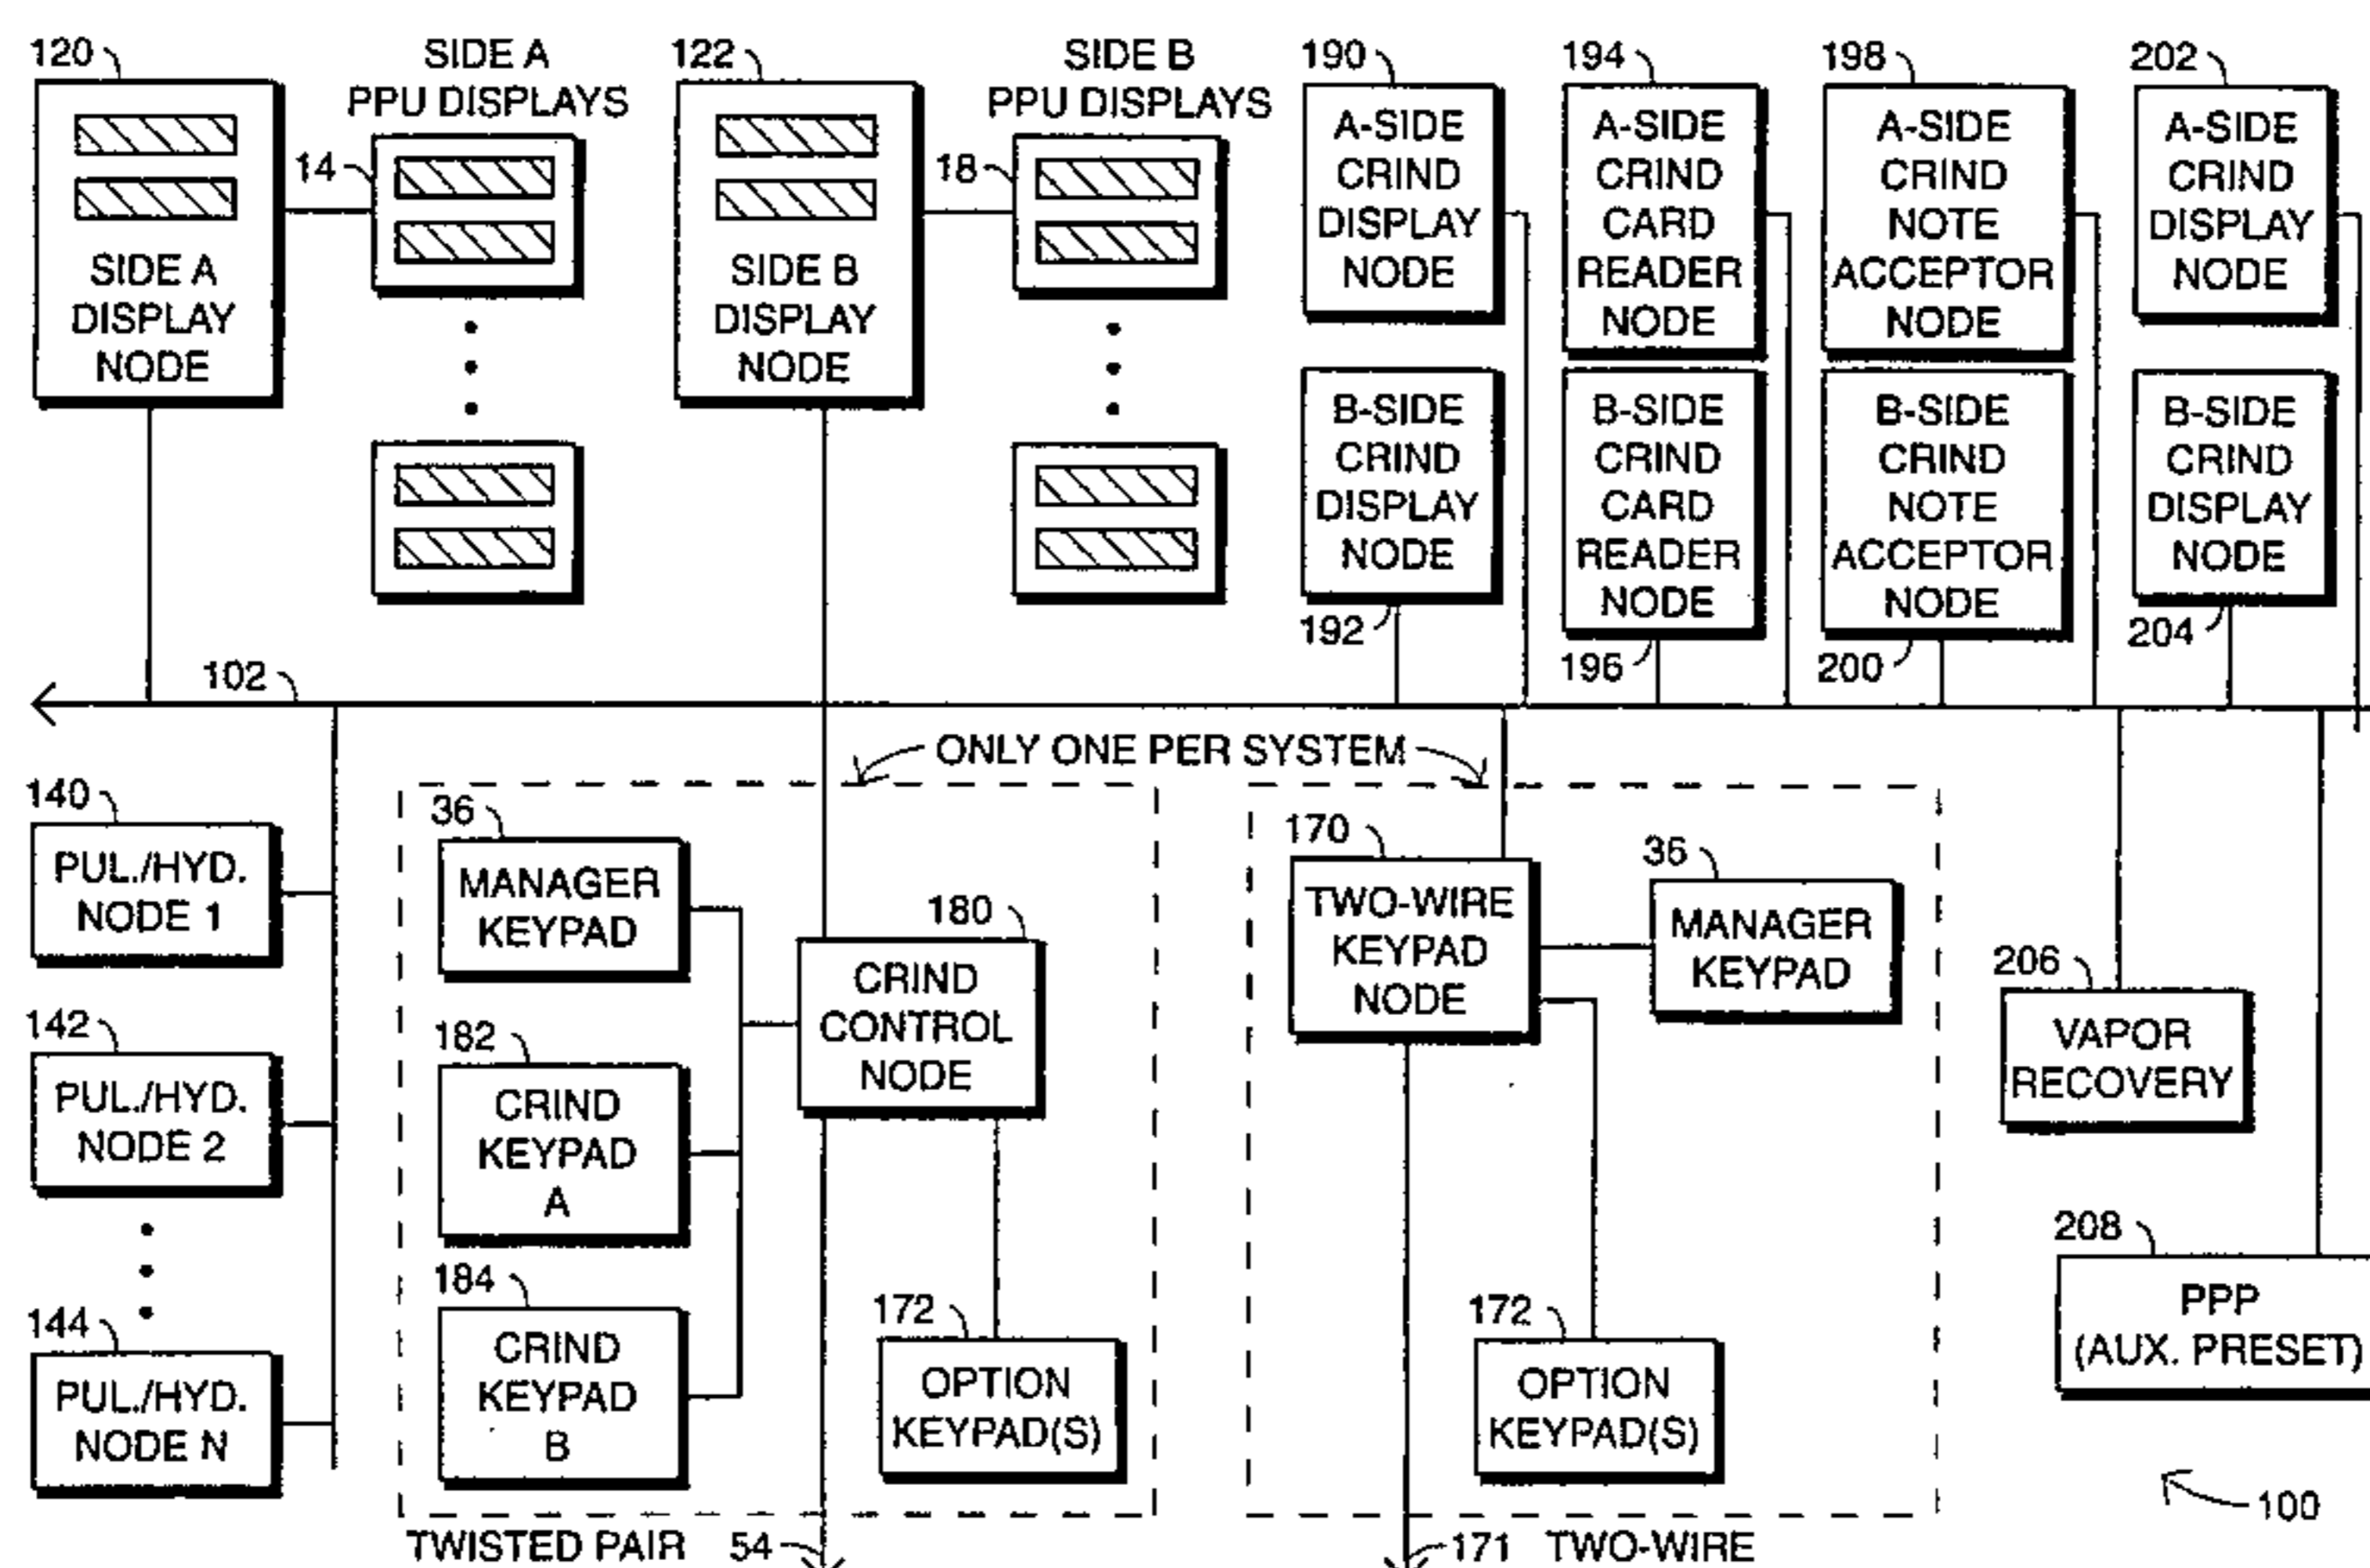 120
SIDE A
PPU DISPLAYS
122
SIDE B
PPU DISPLAYS
190
194
198
202
14
18
SIDE A
DISPLAY
NODE
SIDE B
DISPLAY
NODE
A-SIDE
CRIND
DISPLAY
NODE
A-SIDE
CRIND
CARD
READER
NODE
A-SIDE
CRIND
NOTE
ACCEPTOR
NODE
A-SIDE
CRIND
DISPLAY
NODE
B-SIDE
CRIND
DISPLAY
NODE
B-SIDE
CRIND
CARD
READER
NODE
B-SIDE
CRIND
NOTE
ACCEPTOR
NODE
B-SIDE
CRIND
DISPLAY
NODE
192
196
200
204
102
ONLY ONE PER SYSTEM
140
PUL./HYD.
NODE 1
142
PUL./HYD.
NODE 2
144
PUL./HYD.
NODE N
36
MANAGER
KEYPAD
182
CRIND
KEYPAD
A
184
CRIND
KEYPAD
B
180
CRIND
CONTROL
NODE
172
OPTION
KEYPAD(S)
TWISTED PAIR
54
170
TWO-WIRE
KEYPAD
NODE
36
MANAGER
KEYPAD
172
OPTION
KEYPAD(S)
171
TWO-WIRE
206
VAPOR
RECOVERY
208
PPP
(AUX. PRESET)
100